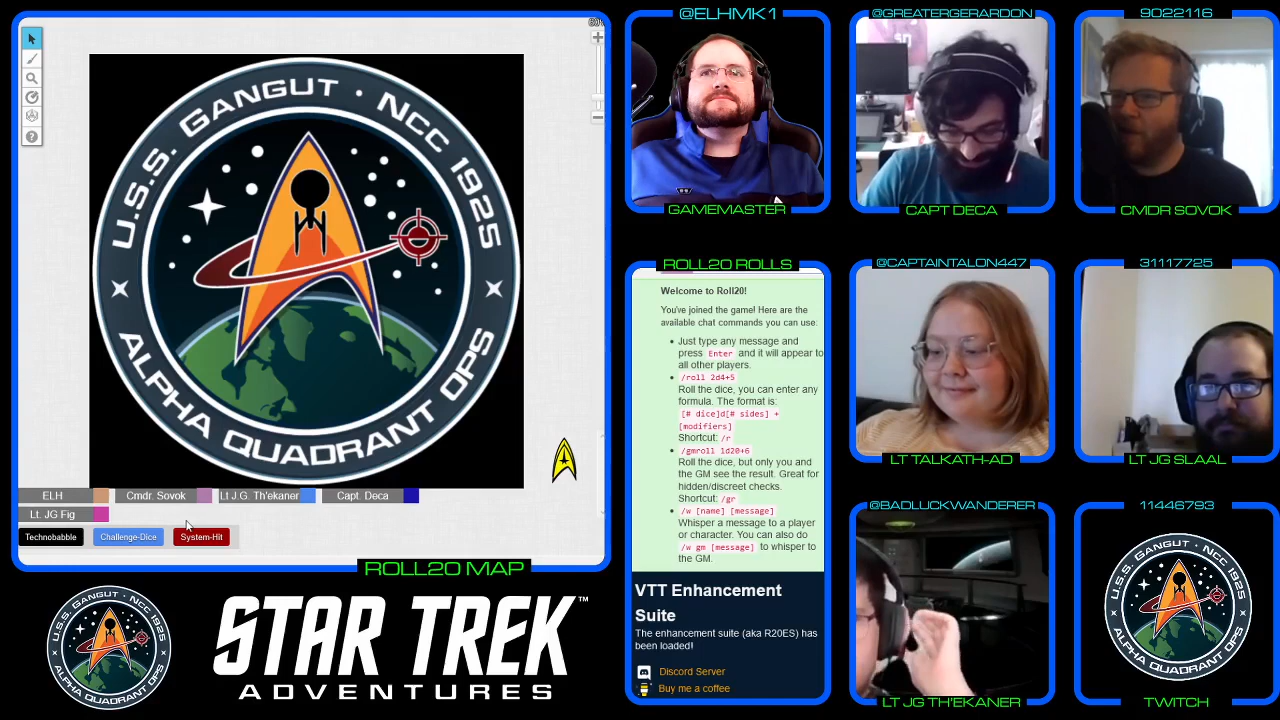 U.S.S. GANGUT · NCC 1925
ALPHA QUADRANT OPS
ELH
Cmdr. Sovok
Lt J.G. Th'ekaner
Capt. Deca
Lt. JG Fig
Technobabble
Challenge-Dice
System-Hit
ROLL20 MAP
U.S.S. GANGUT · NCC 1925
ALPHA QUADRANT OPS
STAR TREK™
ADVENTURES
@ELHMK1
GAMEMASTER
@GREATERGERARDON
CAPT DECA
9022116
CMDR SOVOK
ROLL20 ROLLS
Welcome to Roll20!
You've joined the game! Here are the
available chat commands you can use:
• Just type any message and
press Enter and it will appear to
all other players.
• /roll 2d4+5
Roll the dice, you can enter any
formula. The format is:
[# dice]d[# sides] +
[modifiers]
Shortcut: /r
• /gmroll 1d20+6
Roll the dice, but only you and
the GM see the result. Great for
hidden/discreet checks.
Shortcut: /gr
• /w [name] [message]
Whisper a message to a player
or character. You can also do
/w gm [message] to whisper to
the GM.
VTT Enhancement
Suite
The enhancement suite (aka R20ES) has
been loaded!
Discord Server
Buy me a coffee
@CAPTAINTALON447
LT TALKATH-AD
31117725
LT JG SLAAL
@BADLUCKWANDERER
LT JG TH'EKANER
11446793
U.S.S. GANGUT · NCC 1925
ALPHA QUADRANT OPS
TWITCH